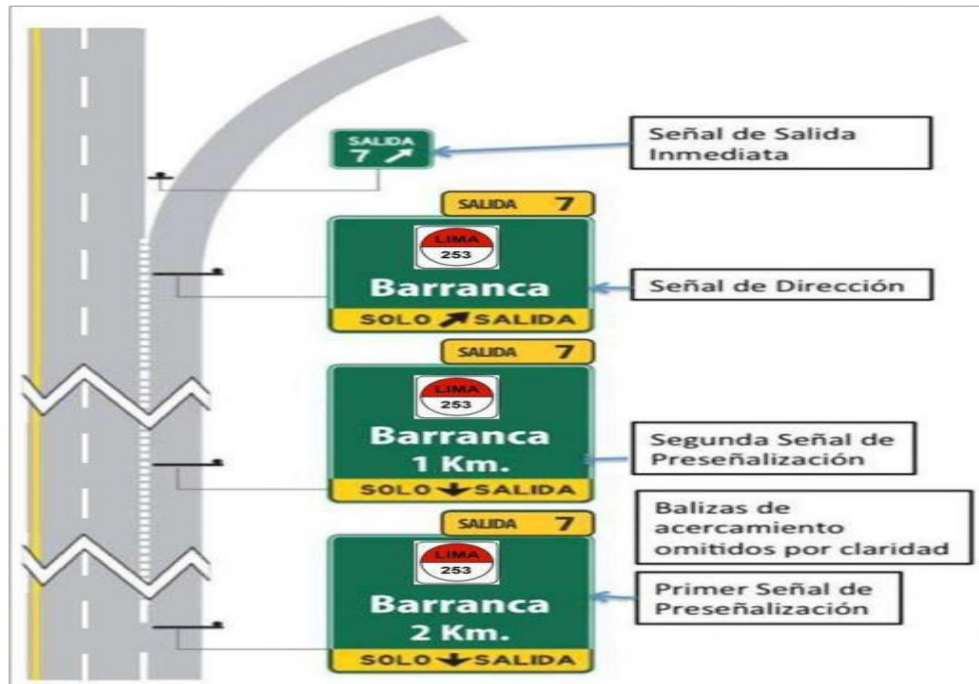 SALIDA
7
Señal de Salida
Inmediata
SALIDA 7
LIMA
253
Barranca
SOLO SALIDA
Señal de Dirección
SALIDA 7
LIMA
253
Barranca
1 Km.
SOLO SALIDA
Segunda Señal de
Preseñalización
Balizas de
acercamiento
omitidos por claridad
SALIDA 7
LIMA
253
Barranca
2 Km.
SOLO SALIDA
Primer Señal de
Preseñalización